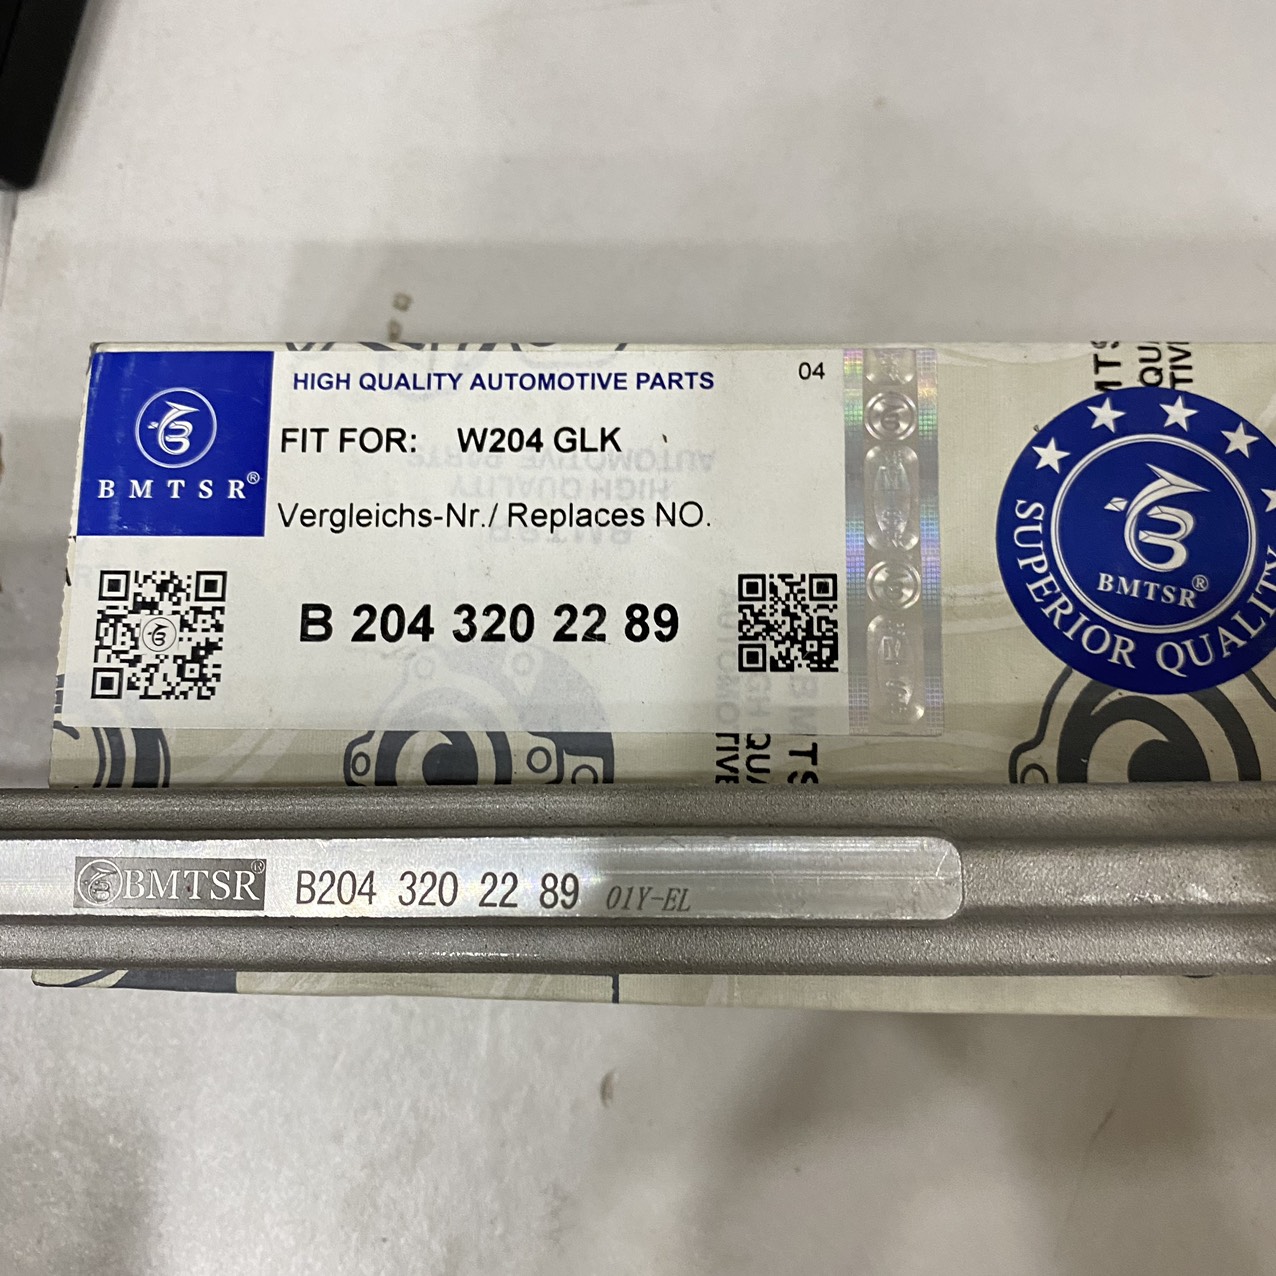 HIGH QUALITY AUTOMOTIVE PARTS
04
FIT FOR: W204 GLK
BMTSR®
Vergleichs-Nr./ Replaces NO.
B 204 320 22 89
BMTSR®
SUPERIOR QUALITY
BMTSR® B204 320 22 89 01Y-EL